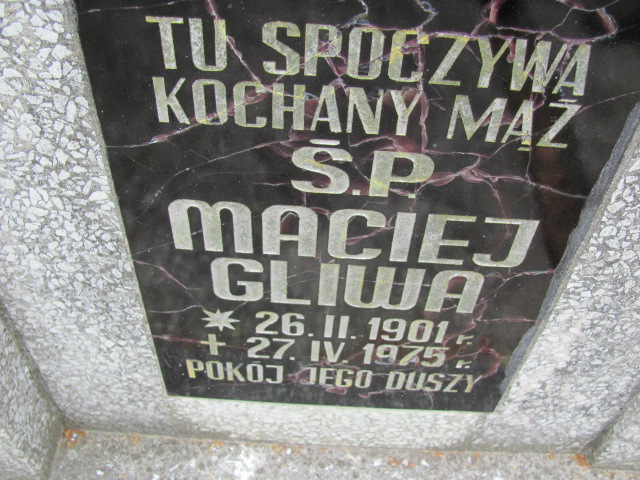 TU SPOCZYWA
KOCHANY MĄŻ
Ś.P.
MACIEJ
GLIWA
* 26. II. 1901 r.
+ 27. IV. 1975 r.
POKÓJ JEGO DUSZY